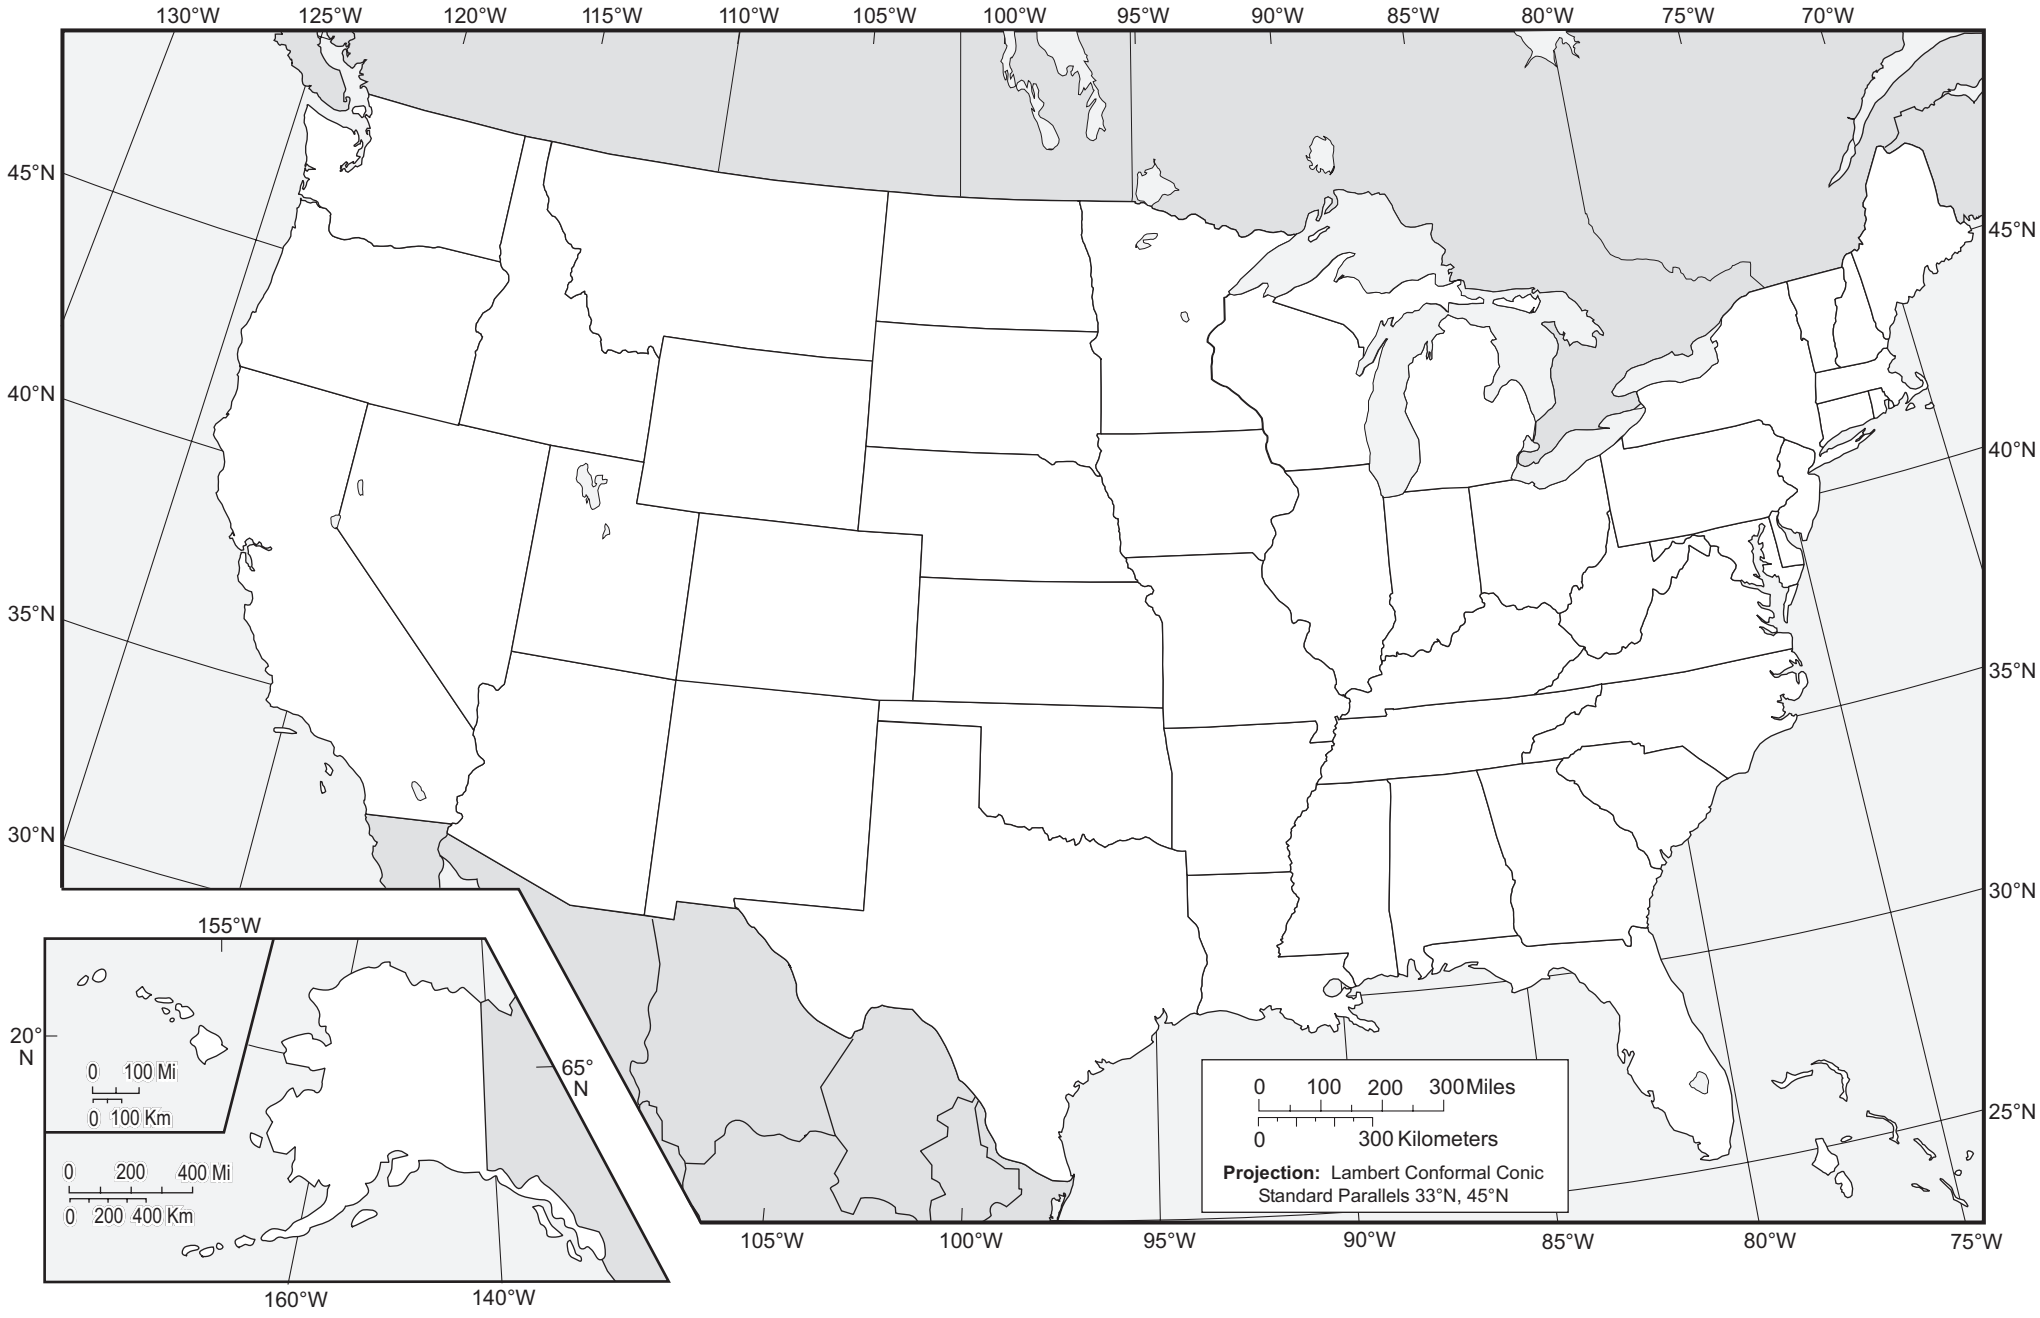 130°W 125°W 120°W 115°W 110°W 105°W 100°W 95°W 90°W 85°W 80°W 75°W 70°W
45°N
45°N
40°N
40°N
35°N
35°N
30°N
30°N
25°N
155°W
20°
N
65°
N
0 100 Mi
0 100 Km
0 200 400 Mi
0 200 400 Km
160°W 140°W
0 100 200 300 Miles
0 300 Kilometers
Projection: Lambert Conformal Conic
Standard Parallels 33°N, 45°N
105°W 100°W 95°W 90°W 85°W 80°W 75°W